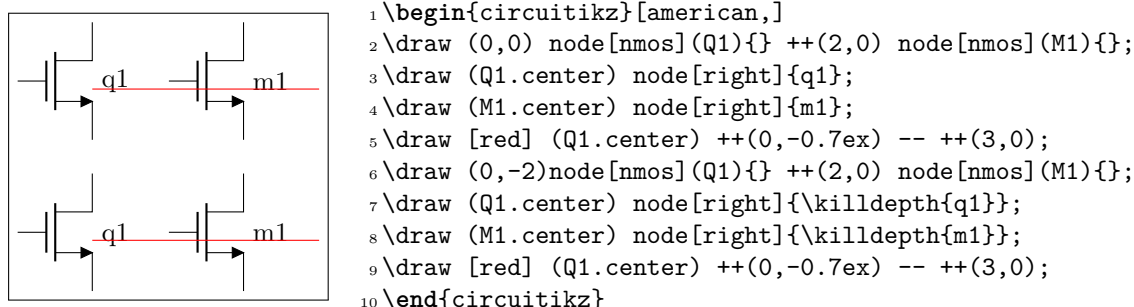 q1 m1
q1 m1
1 \begin{circuitikz}[american,]
2 \draw (0,0) node[nmos](Q1){} ++(2,0) node[nmos](M1){};
3 \draw (Q1.center) node[right]{q1};
4 \draw (M1.center) node[right]{m1};
5 \draw [red] (Q1.center) ++(0,-0.7ex) -- ++(3,0);
6 \draw (0,-2)node[nmos](Q1){} ++(2,0) node[nmos](M1){};
7 \draw (Q1.center) node[right]{\killdepth{q1}};
8 \draw (M1.center) node[right]{\killdepth{m1}};
9 \draw [red] (Q1.center) ++(0,-0.7ex) -- ++(3,0);
10 \end{circuitikz}